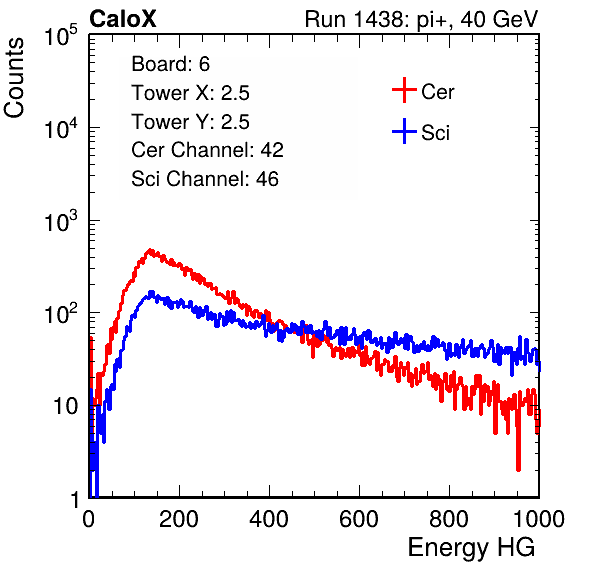 CaloX Run 1438: pi+, 40 GeV
Counts
Board: 6
Tower X: 2.5
Tower Y: 2.5
Cer Channel: 42
Sci Channel: 46
Cer
Sci
10^5
10^4
10^3
10^2
10
1
0 200 400 600 800 1000
Energy HG